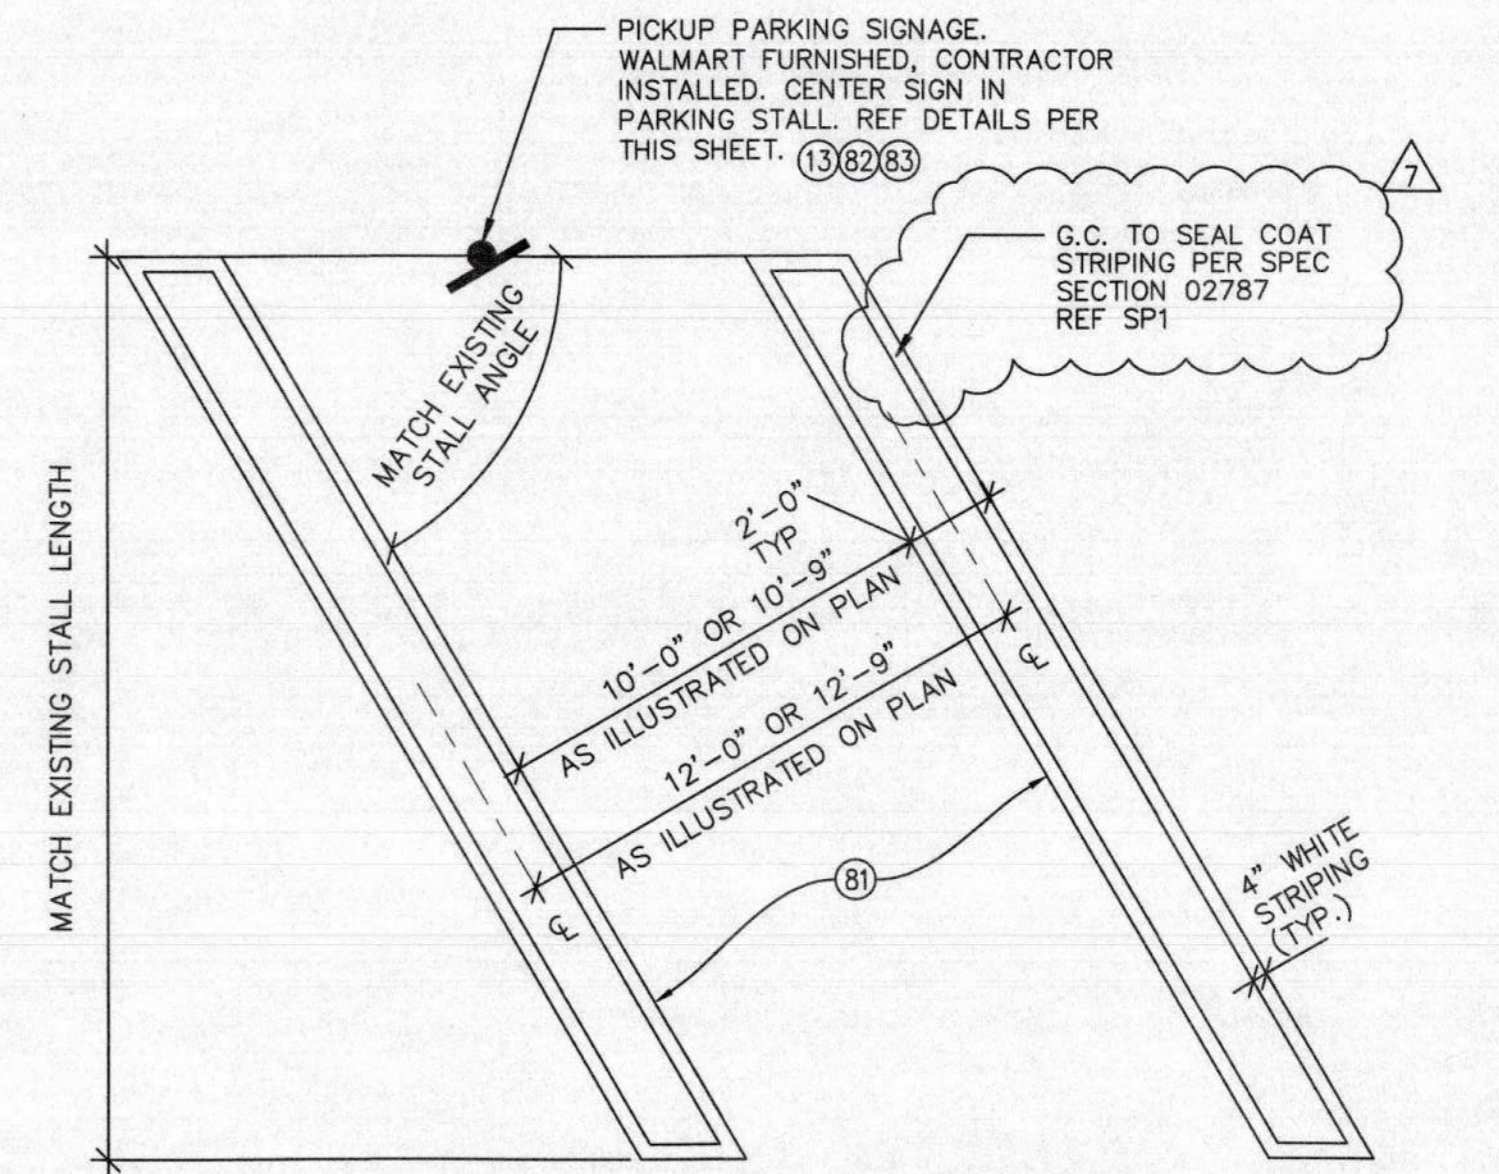 PICKUP PARKING SIGNAGE.
WALMART FURNISHED, CONTRACTOR
INSTALLED. CENTER SIGN IN
PARKING STALL. REF DETAILS PER
THIS SHEET. 13 82 83
7
G.C. TO SEAL COAT
STRIPING PER SPEC
SECTION 02787
REF SP1
MATCH EXISTING
STALL ANGLE
MATCH EXISTING STALL LENGTH
2'-0"
TYP
10'-0" OR 10'-9"
AS ILLUSTRATED ON PLAN
12'-0" OR 12'-9"
AS ILLUSTRATED ON PLAN
℄
℄
81
4" WHITE
STRIPING
(TYP.)